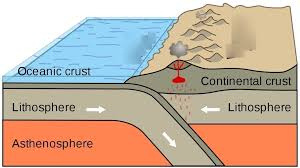 Oceanic crust
Continental crust
Lithosphere
Lithosphere
Asthenosphere